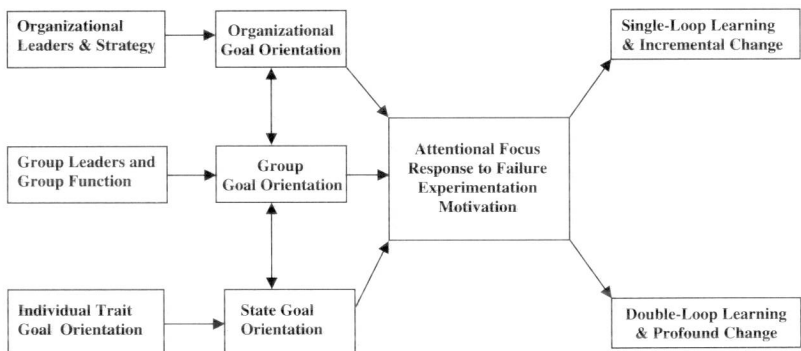 Organizational
Leaders & Strategy
Organizational
Goal Orientation
Single-Loop Learning
& Incremental Change
Group Leaders and
Group Function
Group
Goal Orientation
Attentional Focus
Response to Failure
Experimentation
Motivation
Individual Trait
Goal Orientation
State Goal
Orientation
Double-Loop Learning
& Profound Change